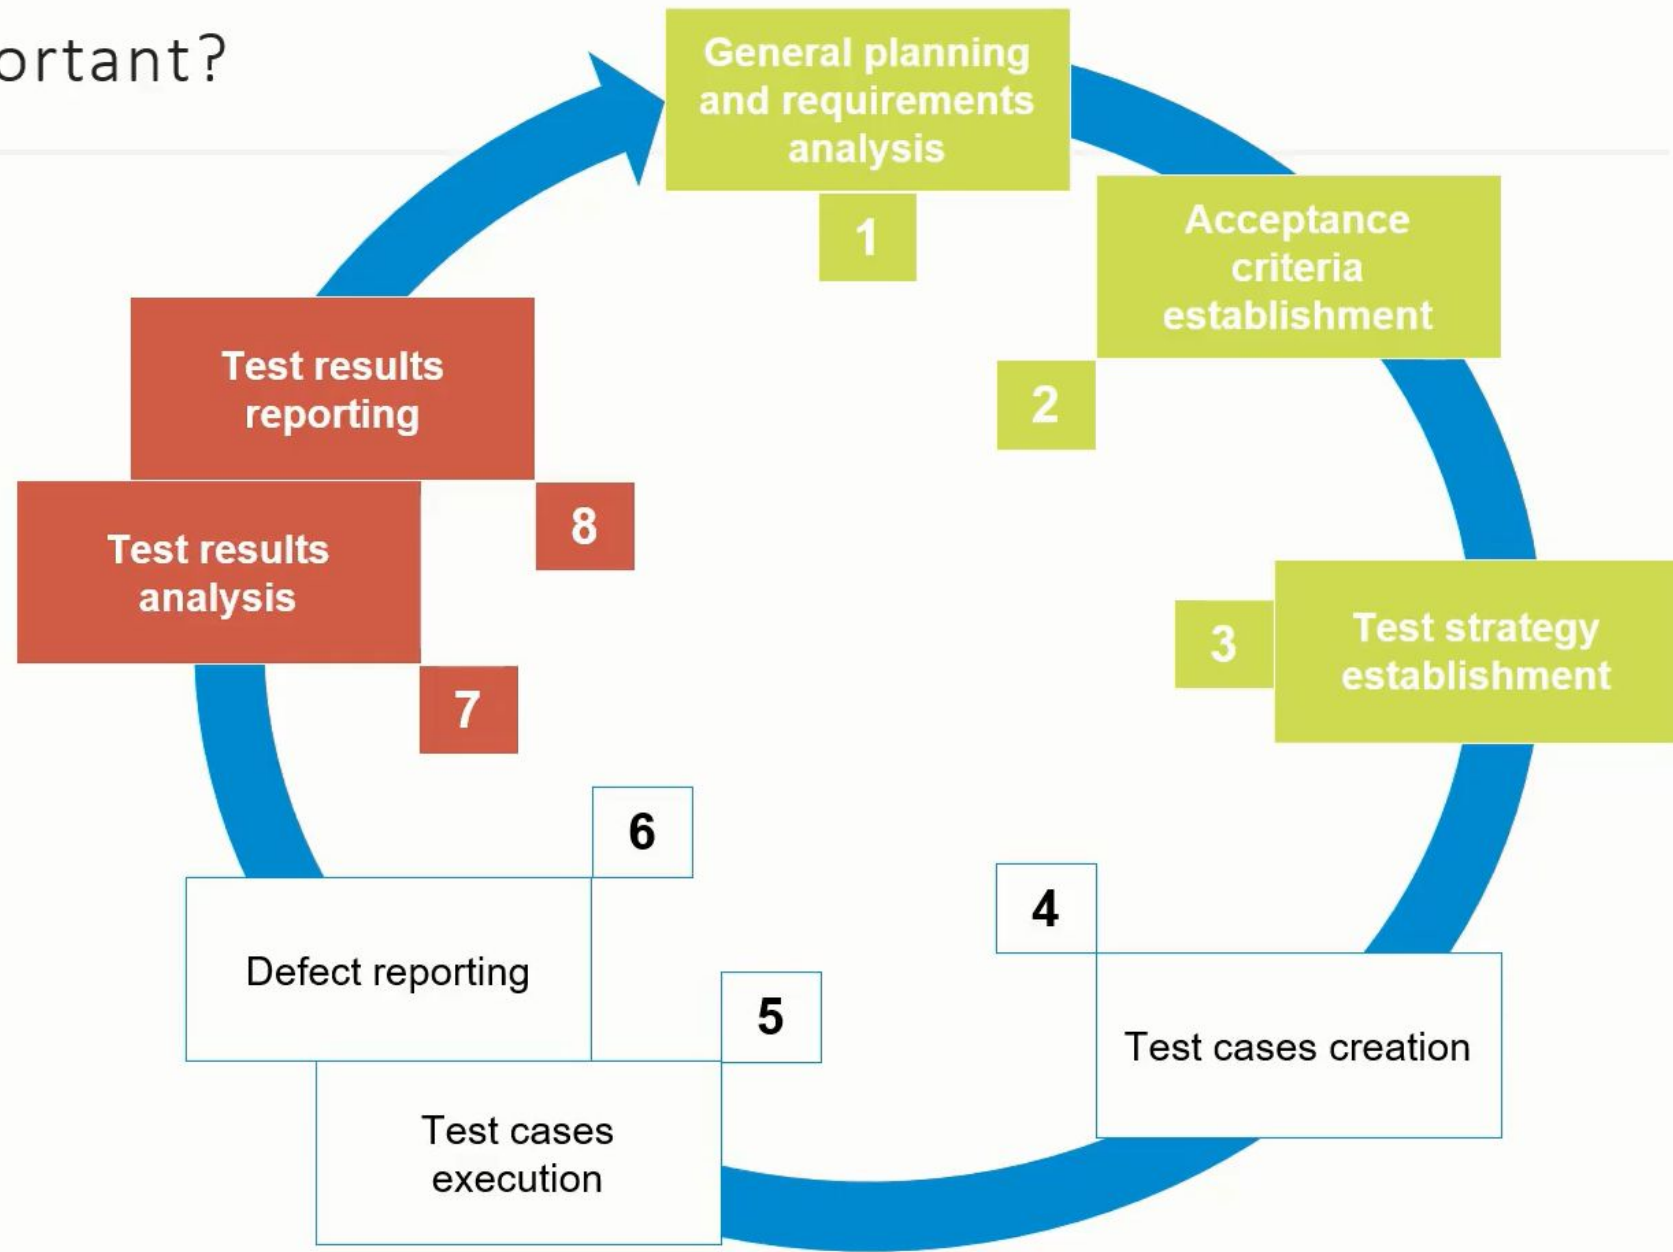 ortant?
General planning
and requirements
analysis
1
Acceptance
criteria
establishment
2
Test strategy
establishment
3
Test cases creation
4
Test cases
execution
5
Defect reporting
6
Test results
analysis
7
Test results
reporting
8